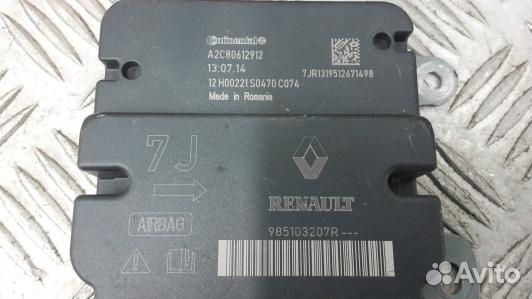 Continental
A2C80612912
13.07.14
12 H00221 S0470 C074
Made in Romania
7JR1319512671498
7J
RENAULT
AIRBAG
985103207R---
Avito